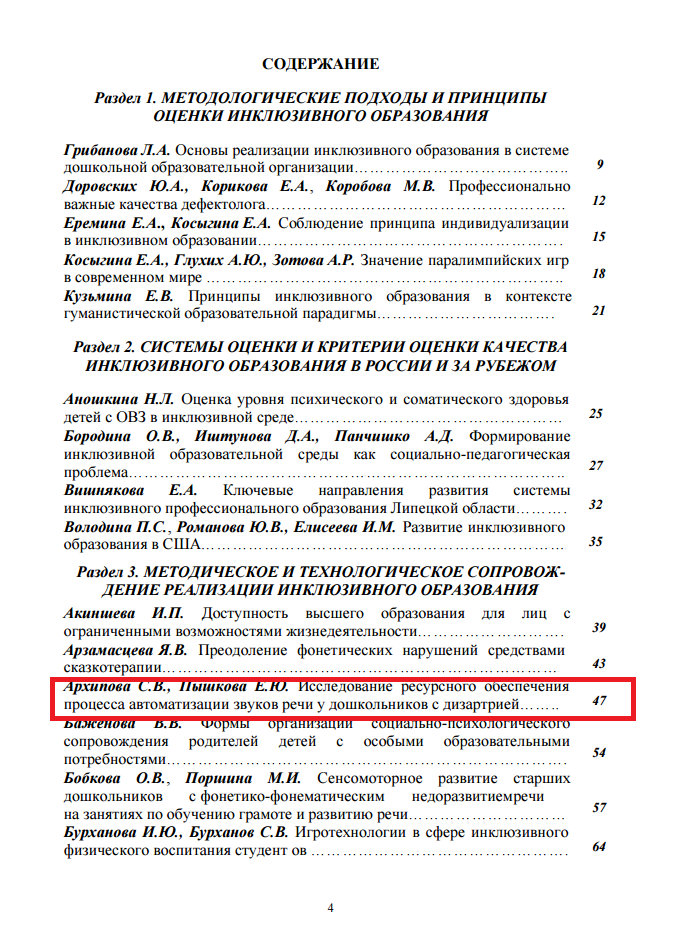 СОДЕРЖАНИЕ
Раздел 1. МЕТОДОЛОГИЧЕСКИЕ ПОДХОДЫ И ПРИНЦИПЫ
ОЦЕНКИ ИНКЛЮЗИВНОГО ОБРАЗОВАНИЯ
Грибанова Л.А. Основы реализации инклюзивного образования в системе
дошкольной образовательной организации………………………………….. 9
Доровских Ю.А., Корикова Е.А., Коробова М.В. Профессионально
важные качества дефектолога………………………………………………… 12
Еремина Е.А., Косыгина Е.А. Соблюдение принципа индивидуализации
в инклюзивном образовании…………………………………………………. 15
Косыгина Е.А., Глухих А.Ю., Зотова А.Р. Значение паралимпийских игр
в современном мире ………………………………………………………….. 18
Кузьмина Е.В. Принципы инклюзивного образования в контексте
гуманистической образовательной парадигмы……………………………. 21
Раздел 2. СИСТЕМЫ ОЦЕНКИ И КРИТЕРИИ ОЦЕНКИ КАЧЕСТВА
ИНКЛЮЗИВНОГО ОБРАЗОВАНИЯ В РОССИИ И ЗА РУБЕЖОМ
Аношкина Н.Л. Оценка уровня психического и соматического здоровья
детей с ОВЗ в инклюзивной среде…………………………………………… 25
Бородина О.В., Иштунова Д.А., Панчишко А.Д. Формирование
инклюзивной образовательной среды как социально-педагогическая
проблема……………………………………………………………………….. 27
Вишнякова Е.А. Ключевые направления развития системы
инклюзивного профессионального образования Липецкой области………. 32
Володина П.С., Романова Ю.В., Елисеева И.М. Развитие инклюзивного
образования в США…………………………………………………………… 35
Раздел 3. МЕТОДИЧЕСКОЕ И ТЕХНОЛОГИЧЕСКОЕ СОПРОВОЖ-
ДЕНИЕ РЕАЛИЗАЦИИ ИНКЛЮЗИВНОГО ОБРАЗОВАНИЯ
Акиншева И.П. Доступность высшего образования для лиц с
ограниченными возможностями жизнедеятельности………………………. 39
Арзамасцева Я.В. Преодоление фонетических нарушений средствами
сказкотерапии………………………………………………………………… 43
Архипова С.В., Пышкова Е.Ю. Исследование ресурсного обеспечения
процесса автоматизации звуков речи у дошкольников с дизартрией…….. 47
Баженова В.В. Формы организации социально-психологического
сопровождения родителей детей с особыми образовательными
потребностями…………………………………………………………………. 54
Бобкова О.В., Поршина М.И. Сенсомоторное развитие старших
дошкольников с фонетико-фонематическим недоразвитиемречи
на занятиях по обучению грамоте и развитию речи………………………… 57
Бурханова И.Ю., Бурханов С.В. Игротехнологии в сфере инклюзивного
физического воспитания студент ов …………………………………………. 64
4